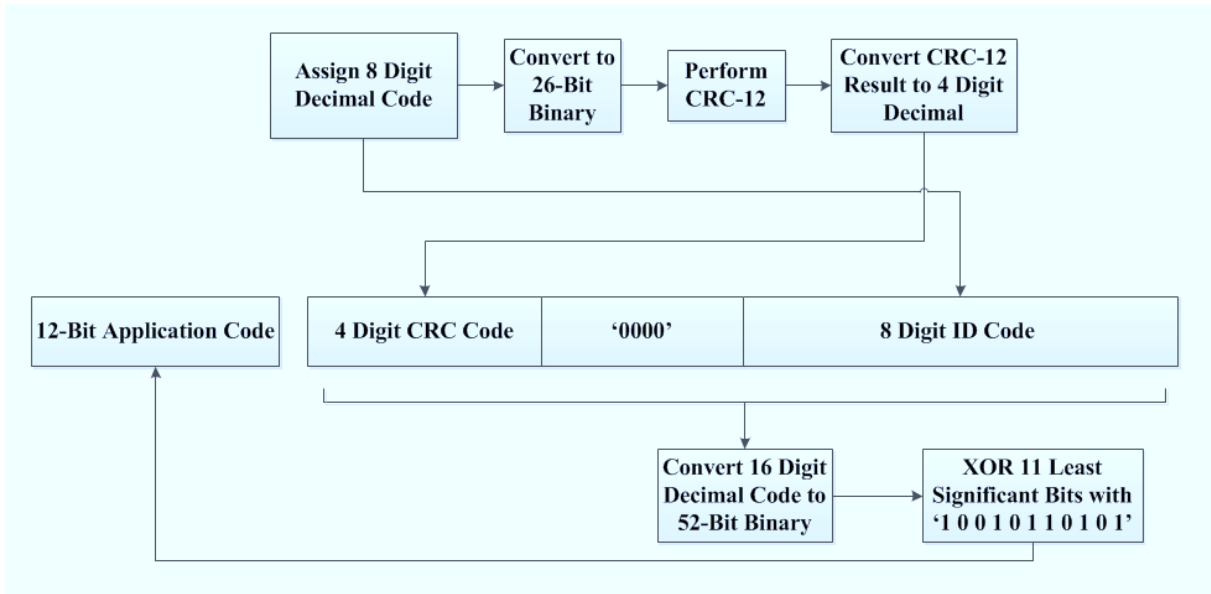 Assign 8 Digit
Decimal Code
Convert to
26-Bit
Binary
Perform
CRC-12
Convert CRC-12
Result to 4 Digit
Decimal
12-Bit Application Code
4 Digit CRC Code
‘0000’
8 Digit ID Code
Convert 16 Digit
Decimal Code to
52-Bit Binary
XOR 11 Least
Significant Bits with
‘1 0 0 1 0 1 1 0 1 0 1’